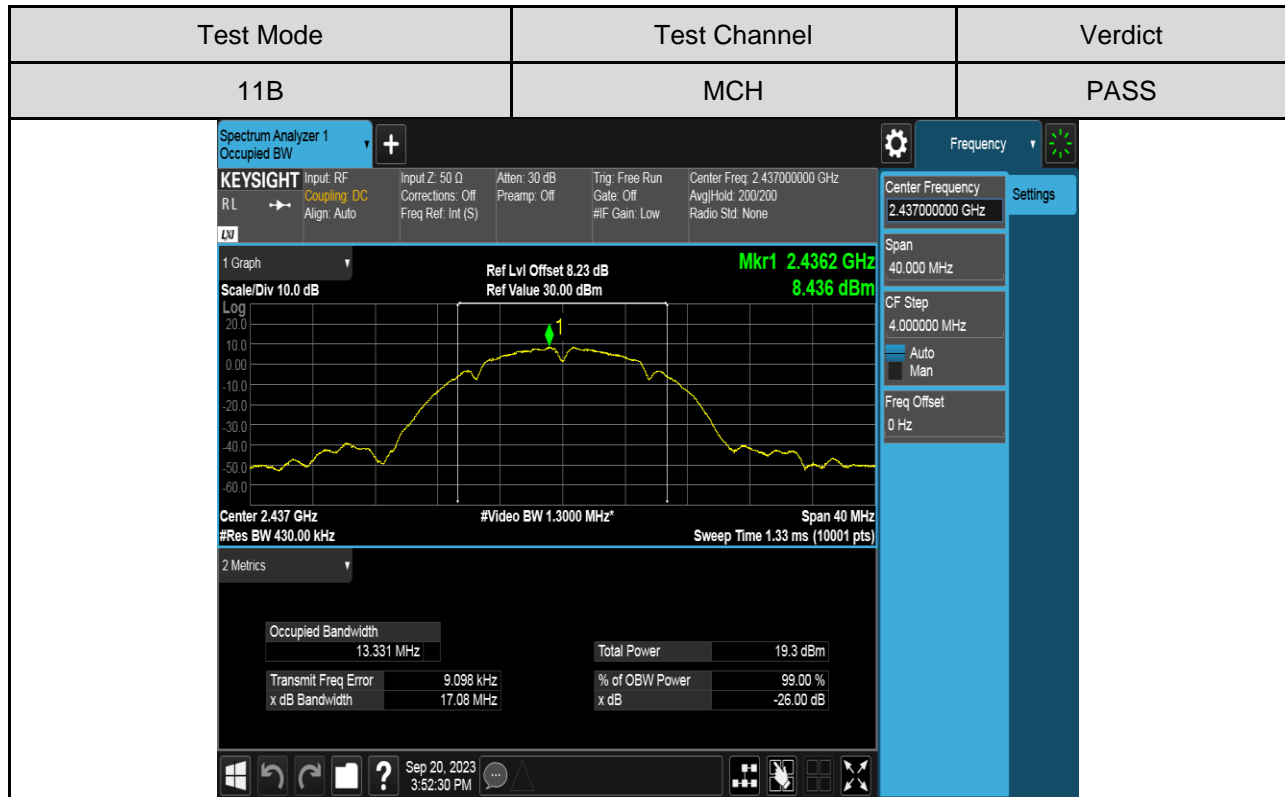 Test Mode Test Channel Verdict
11B MCH PASS
Spectrum Analyzer 1
Occupied BW
+
Frequency
KEYSIGHT
R L
LXI
Input: RF
Coupling: DC
Align: Auto
Input Z: 50 Ω
Corrections: Off
Freq Ref: Int (S)
Atten: 30 dB
Preamp: Off
Trig: Free Run
Gate: Off
#IF Gain: Low
Center Freq: 2.437000000 GHz
Avg|Hold: 200/200
Radio Std: None
Center Frequency
2.437000000 GHz
Settings
Span
40.000 MHz
CF Step
4.000000 MHz
Auto
Man
Freq Offset
0 Hz
1 Graph
Scale/Div 10.0 dB
Ref Lvl Offset 8.23 dB
Ref Value 30.00 dBm
Mkr1 2.4362 GHz
8.436 dBm
Log
20.0
10.0
0.00
-10.0
-20.0
-30.0
-40.0
-50.0
-60.0
1
Center 2.437 GHz #Video BW 1.3000 MHz* Span 40 MHz
#Res BW 430.00 kHz Sweep Time 1.33 ms (10001 pts)
2 Metrics
Occupied Bandwidth
13.331 MHz
Total Power 19.3 dBm
Transmit Freq Error 9.098 kHz % of OBW Power 99.00 %
x dB Bandwidth 17.08 MHz x dB -26.00 dB
?
Sep 20, 2023
3:52:30 PM